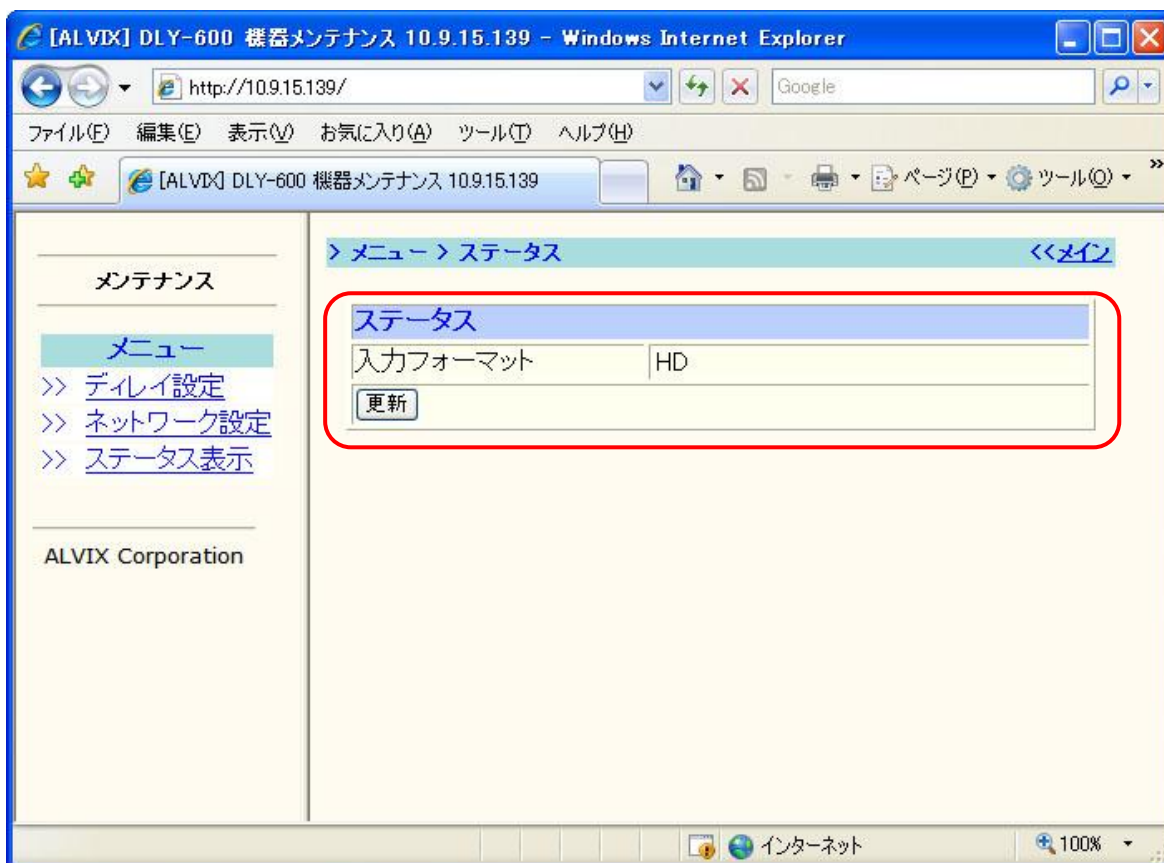 [ALVIX] DLY-600 機器メンテナンス 10.9.15.139 - Windows Internet Explorer
http://10.9.15.139/
Google
ファイル(F) 編集(E) 表示(V) お気に入り(A) ツール(T) ヘルプ(H)
[ALVIX] DLY-600 機器メンテナンス 10.9.15.139
ページ(P) ツール(O) »
メンテナンス
メニュー
>> ディレイ設定
>> ネットワーク設定
>> ステータス表示
ALVIX Corporation
> メニュー > ステータス <<メイン
ステータス
入力フォーマット HD
更新
インターネット 100%